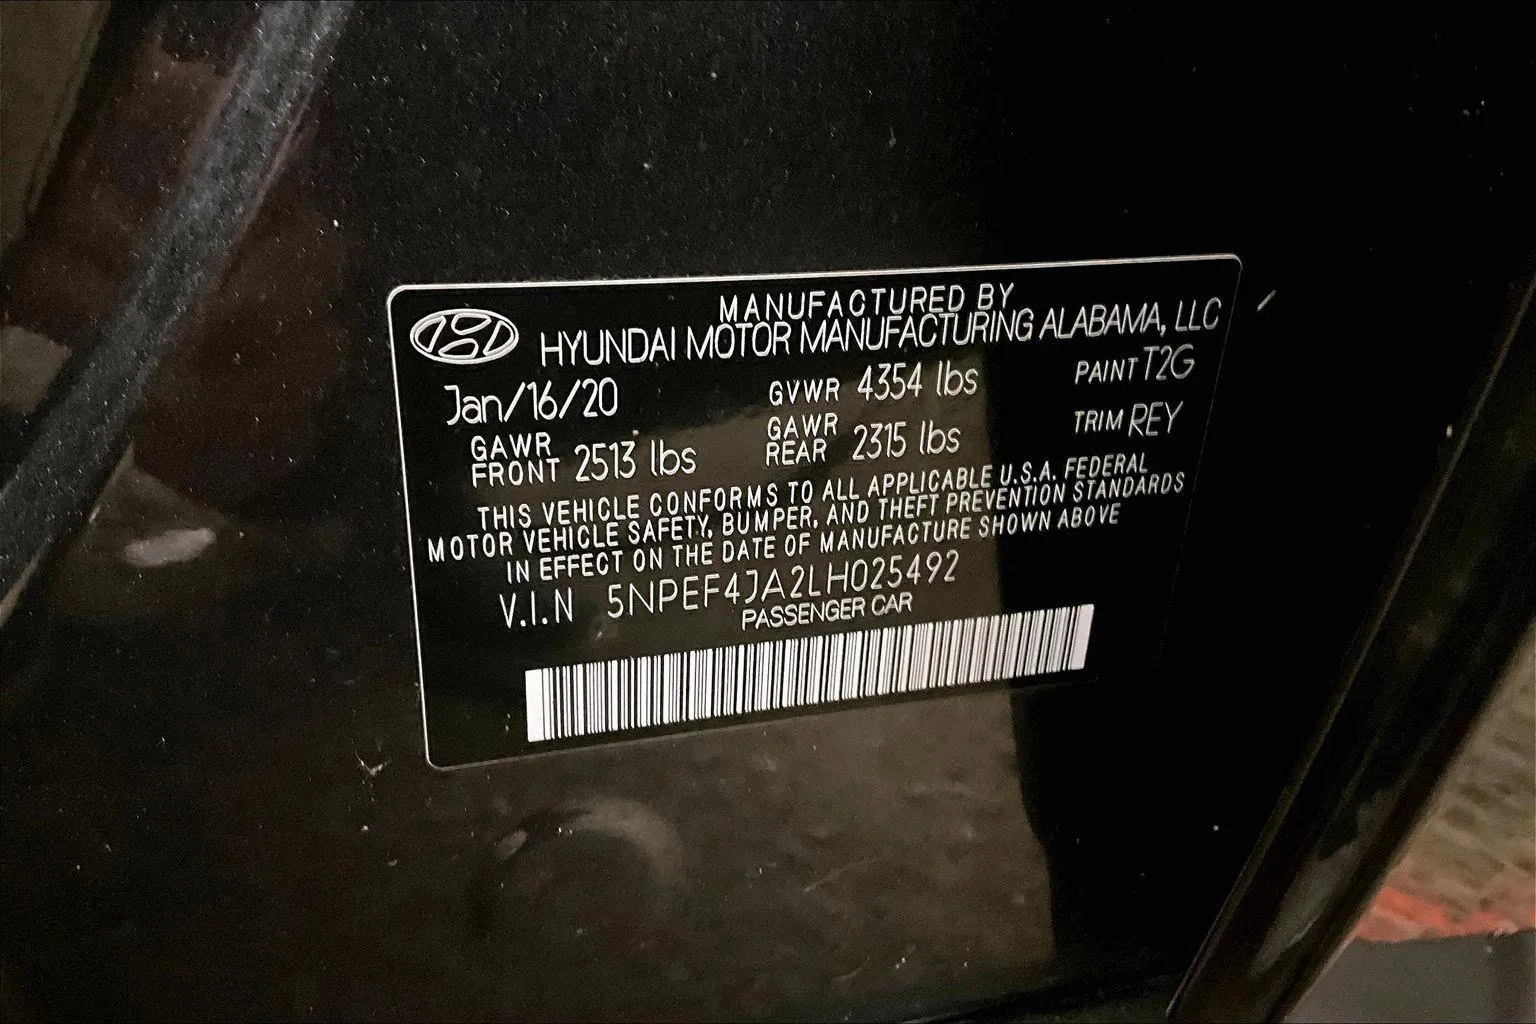 MANUFACTURED BY
HYUNDAI MOTOR MANUFACTURING ALABAMA, LLC
Jan/16/20 GVWR 4354 lbs PAINT T2G
GAWR FRONT 2513 lbs GAWR REAR 2315 lbs TRIM REY
THIS VEHICLE CONFORMS TO ALL APPLICABLE U.S.A. FEDERAL
MOTOR VEHICLE SAFETY, BUMPER, AND THEFT PREVENTION STANDARDS
IN EFFECT ON THE DATE OF MANUFACTURE SHOWN ABOVE
V.I.N 5NPEF4JA2LH025492
PASSENGER CAR